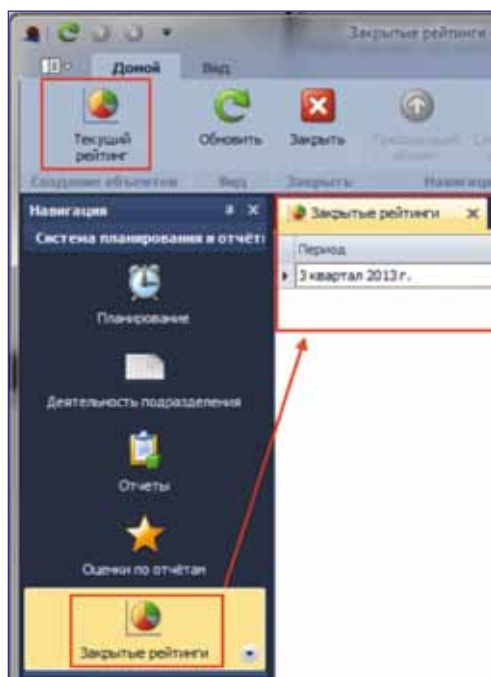 Закрытые рейтинги
Домой
Вид
Текущий
рейтинг
Обновить
Закрыть
Создание объектов
Вид
Закрыть
Навигация
Система планирования и отчёт
Планирование
Деятельность подразделения
Отчеты
Оценки по отчётам
Закрытые рейтинги
Закрытые рейтинги
Период
3 квартал 2013 г.